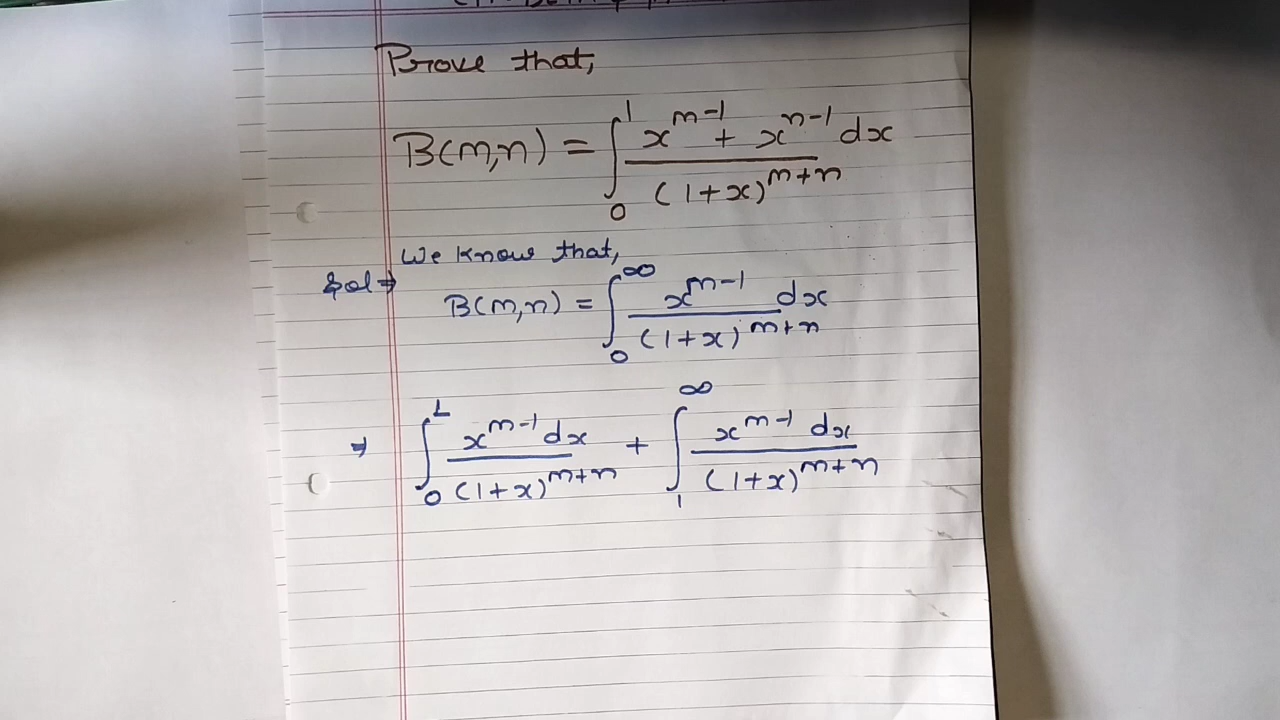 Prove that,
B(m,n) = ∫₀¹ (x^{m-1} + x^{n-1})/(1+x)^{m+n} dx
We know that,
Sol ⇒ B(m,n) = ∫₀^∞ x^{m-1}/(1+x)^{m+n} dx
⇒ ∫₀¹ x^{m-1} dx/(1+x)^{m+n} + ∫₁^∞ x^{m-1} dx/(1+x)^{m+n}